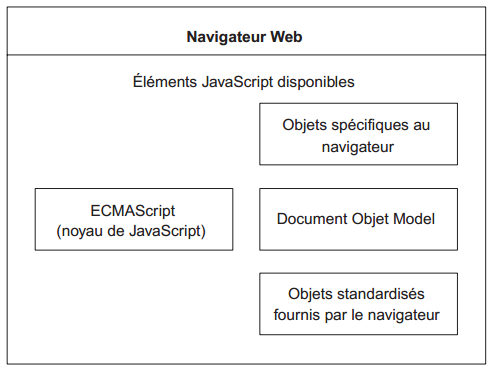 Navigateur Web
Éléments JavaScript disponibles
Objets spécifiques au
navigateur
ECMAScript
(noyau de JavaScript)
Document Objet Model
Objets standardisés
fournis par le navigateur